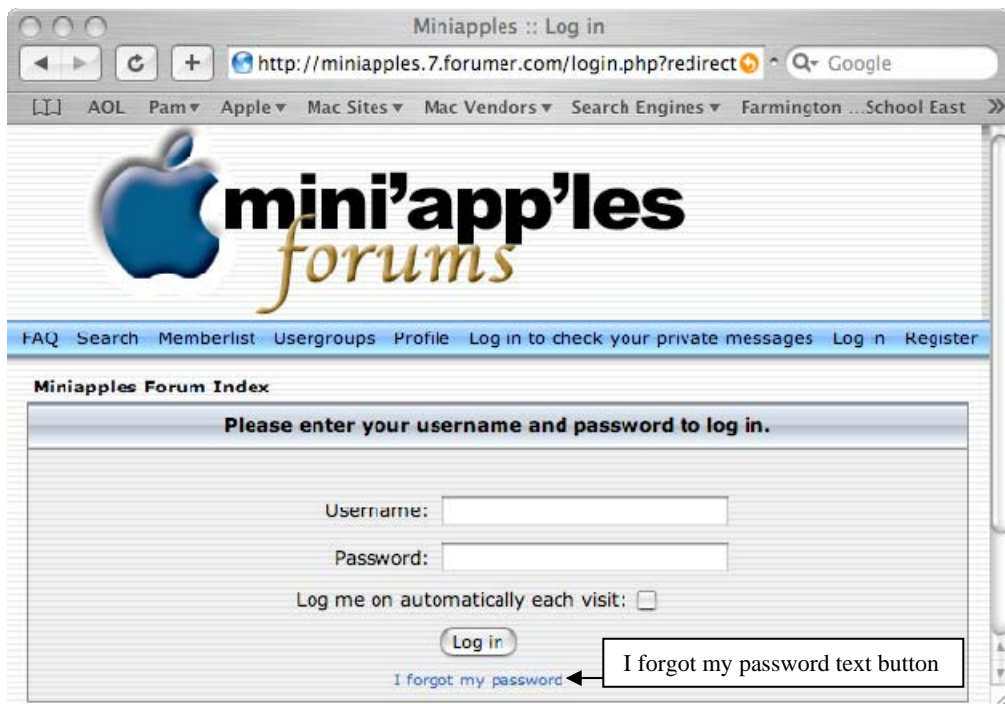 Miniapples :: Log in
http://miniapples.7.forumer.com/login.php?redirect Google
AOL Pam Apple Mac Sites Mac Vendors Search Engines Farmington ...School East
mini'app'les
forums
FAQ Search Memberlist Usergroups Profile Log in to check your private messages Log in Register
Miniapples Forum Index
Please enter your username and password to log in.
Username:
Password:
Log me on automatically each visit:
Log in
I forgot my password text button
I forgot my password